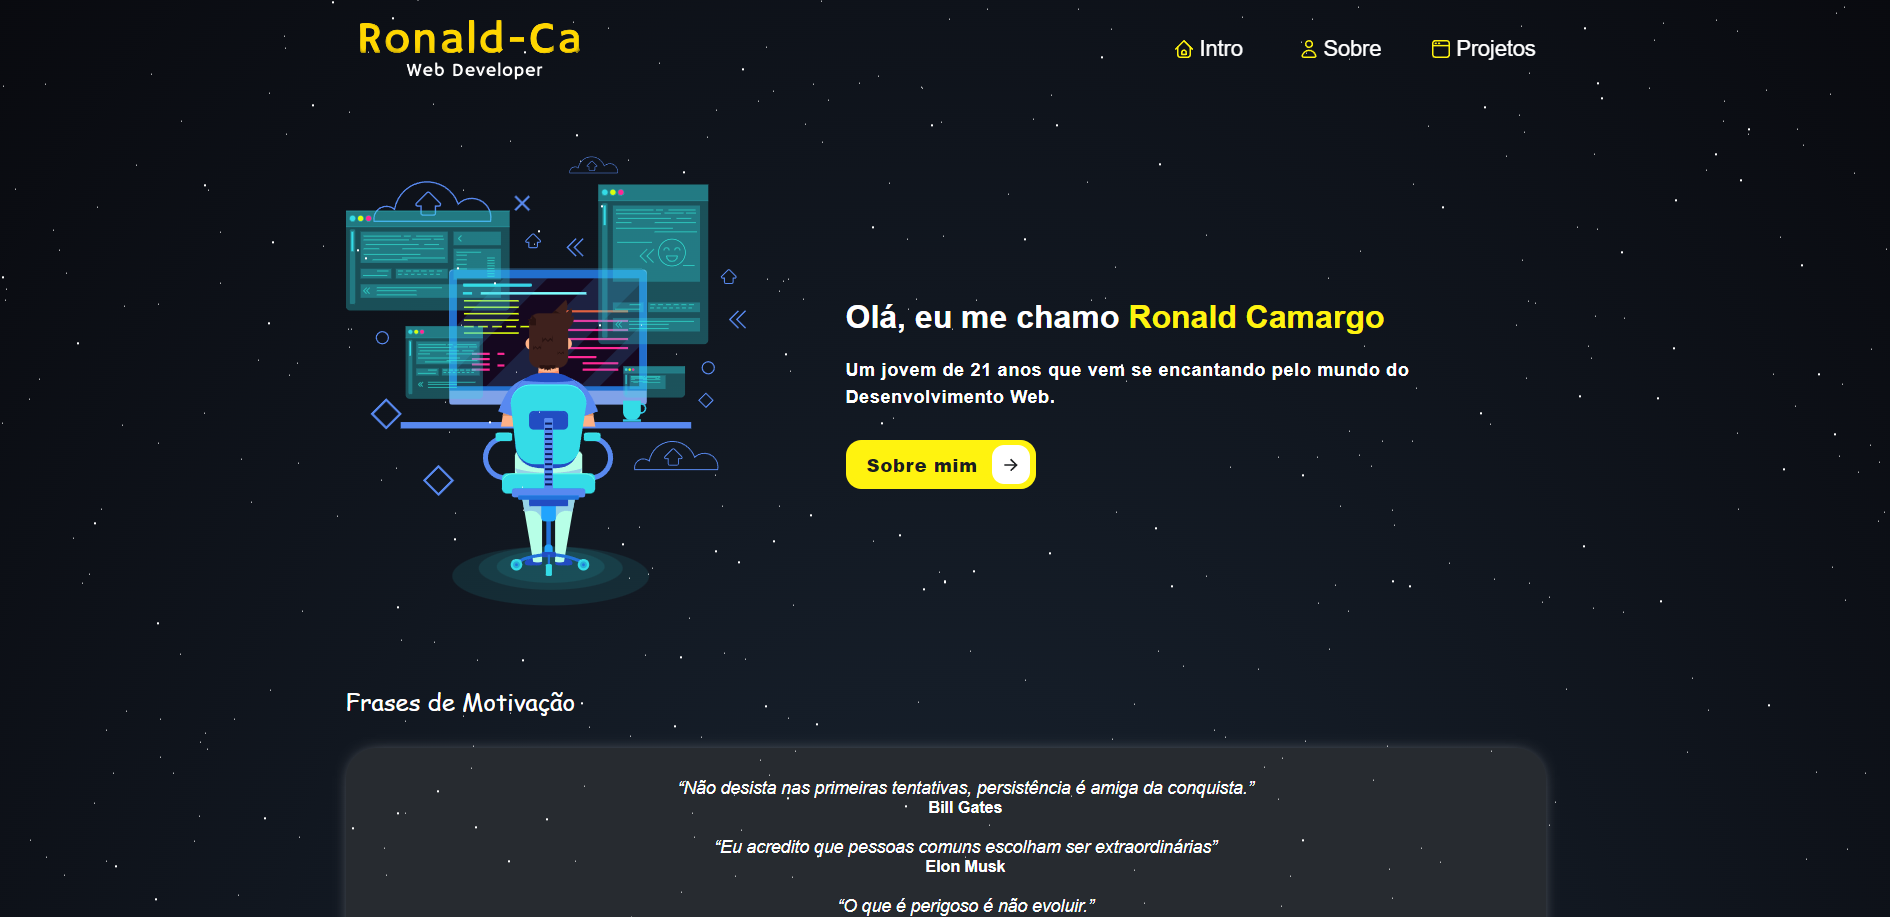 Ronald-Ca
Web Developer
Intro
Sobre
Projetos
Olá, eu me chamo Ronald Camargo
Um jovem de 21 anos que vem se encantando pelo mundo do
Desenvolvimento Web.
Sobre mim
Frases de Motivação
“Não desista nas primeiras tentativas, persistência é amiga da conquista.”
Bill Gates
“Eu acredito que pessoas comuns escolham ser extraordinárias”
Elon Musk
“O que é perigoso é não evoluir.”